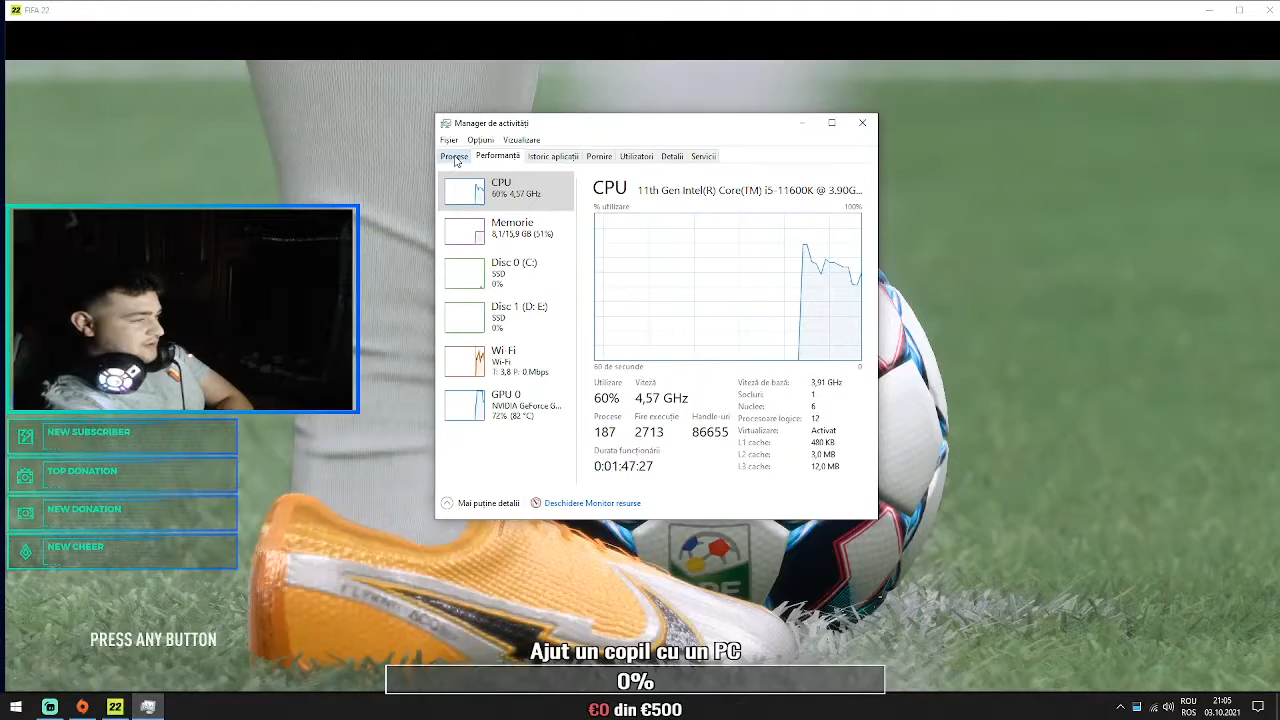 22 FIFA 22
Manager de activități
Fișier Opțiuni Vizualizare
Procese Performanță Istoric aplicații Pornire Utilizatori Detalii Servicii
CPU
60% 4,57 GHz
Memorie
8,1/15,9 GB (51%)
Disc 0 (C:)
SSD
0%
Disc 1 (D: E:)
SSD
0%
Wi-Fi
Wi-Fi
T: 3,8 P: 0 Mbps
GPU 0
NVIDIA GeForce G...
72% (82 °C)
CPU 11th Gen Intel(R) Core(TM) i5-11600K @ 3.90G...
% utilizare 100%
60 de secunde 0
Utilizare Viteză
60% 4,57 GHz
Procese Fire execuție Handle-uri
187 2713 86655
Durata funcționării
0:01:47:27
Viteză de bază: 3,91 GHz
Socluri: 1
Nuclee: 6
Procesoare logice: 12
Virtualizare: Activat
L1 cache: 480 KB
L2 cache: 3,0 MB
L3 cache: 12,0 MB
Mai puține detalii Deschidere Monitor resurse
NEW SUBSCRIBER
TOP DONATION
NEW DONATION
NEW CHEER
PRESS ANY BUTTON
Ajut un copil cu un PC
0%
€0 din €500
22
ROU
ROS
21:05
03.10.2021